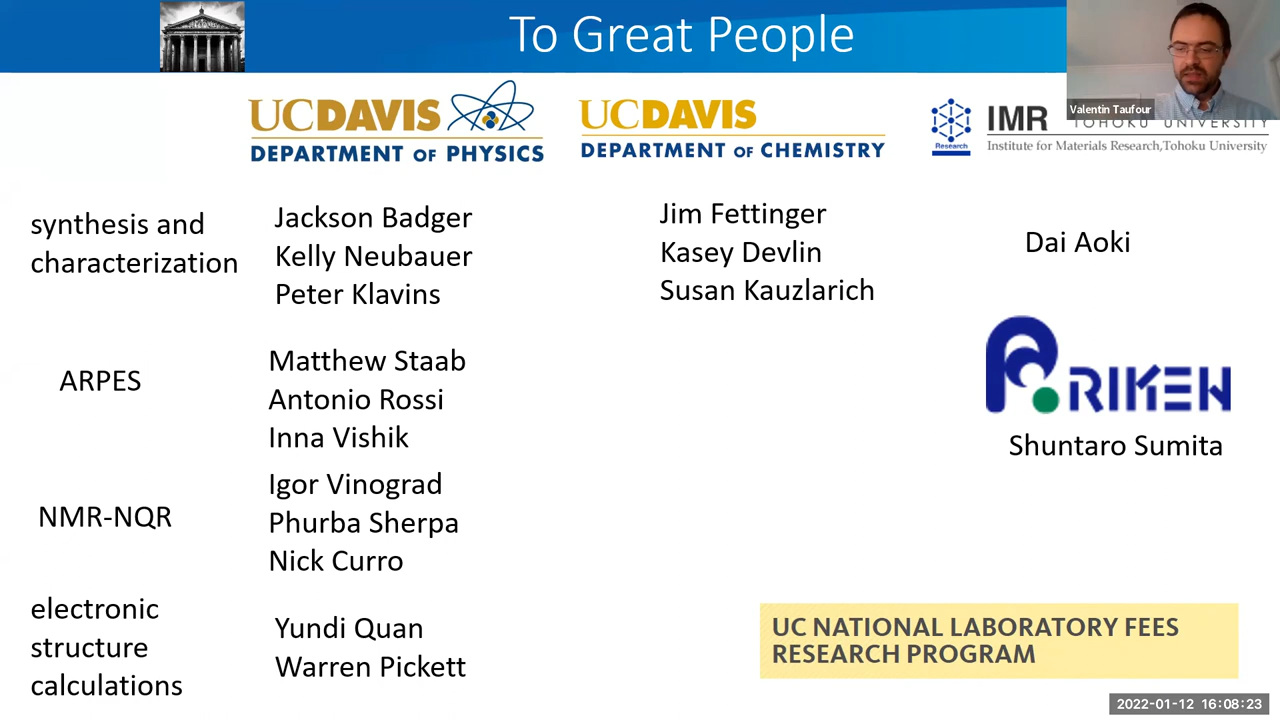 To Great People
Valentin Taufour
UCDAVIS
DEPARTMENT OF PHYSICS
UCDAVIS
DEPARTMENT OF CHEMISTRY
Research
IMR TOHOKU UNIVERSITY
Institute for Materials Research,Tohoku University
synthesis and
characterization
Jackson Badger
Kelly Neubauer
Peter Klavins
Jim Fettinger
Kasey Devlin
Susan Kauzlarich
Dai Aoki
ARPES
Matthew Staab
Antonio Rossi
Inna Vishik
RIKEN
Shuntaro Sumita
NMR-NQR
Igor Vinograd
Phurba Sherpa
Nick Curro
electronic
structure
calculations
Yundi Quan
Warren Pickett
UC NATIONAL LABORATORY FEES
RESEARCH PROGRAM
2022-01-12 16:08:23